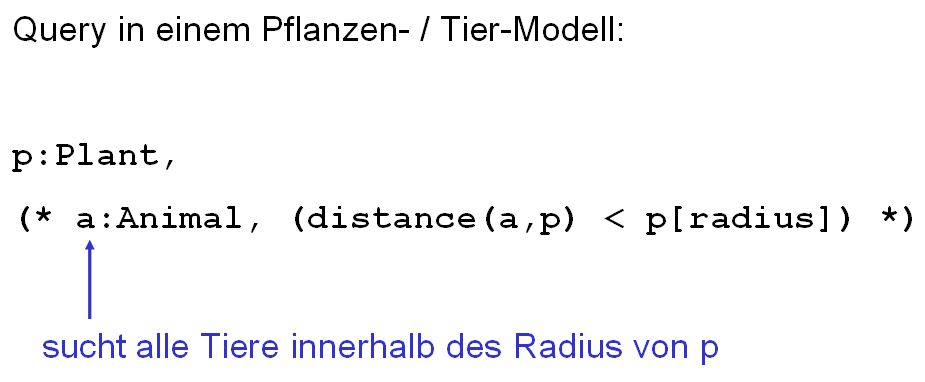 Query in einem Pflanzen- / Tier-Modell:
p:Plant,
(* a:Animal, (distance(a,p) < p[radius]) *)
sucht alle Tiere innerhalb des Radius von p